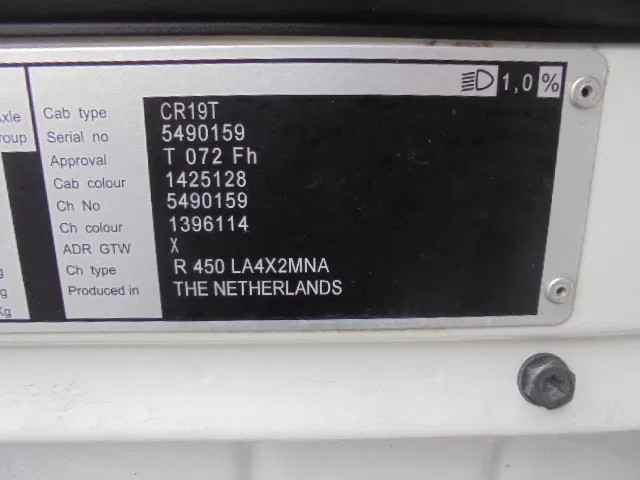 1,0 %
Axle Cab type CR19T
Group Serial no 5490159
Approval T 072 Fh
Cab colour 1425128
Ch No 5490159
Ch colour 1396114
ADR GTW X
Ch type R 450 LA4X2MNA
Produced in THE NETHERLANDS
Kg